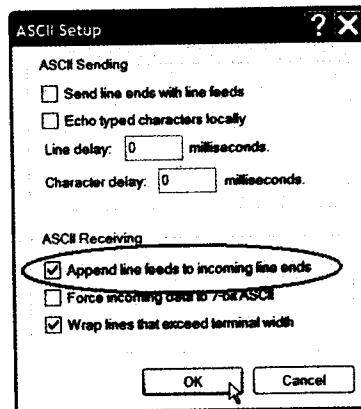 ASCII Setup ? X
ASCII Sending
Send line ends with line feeds
Echo typed characters locally
Line delay: 0 milliseconds.
Character delay: 0 milliseconds.
ASCII Receiving
Append line feeds to incoming line ends
Force incoming data to 7-bit ASCII
Wrap lines that exceed terminal width
OK Cancel